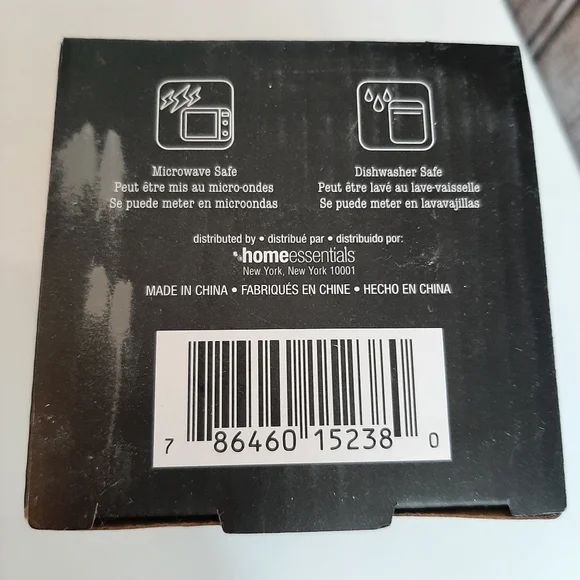 Microwave Safe
Peut être mis au micro-ondes
Se puede meter en microondas
Dishwasher Safe
Peut être lavé au lave-vaisselle
Se puede meter en lavavajillas
distributed by • distribué par • distribuido por:
homeessentials
New York, New York 10001
MADE IN CHINA • FABRIQUÉS EN CHINE • HECHO EN CHINA
7 86460 15238 0